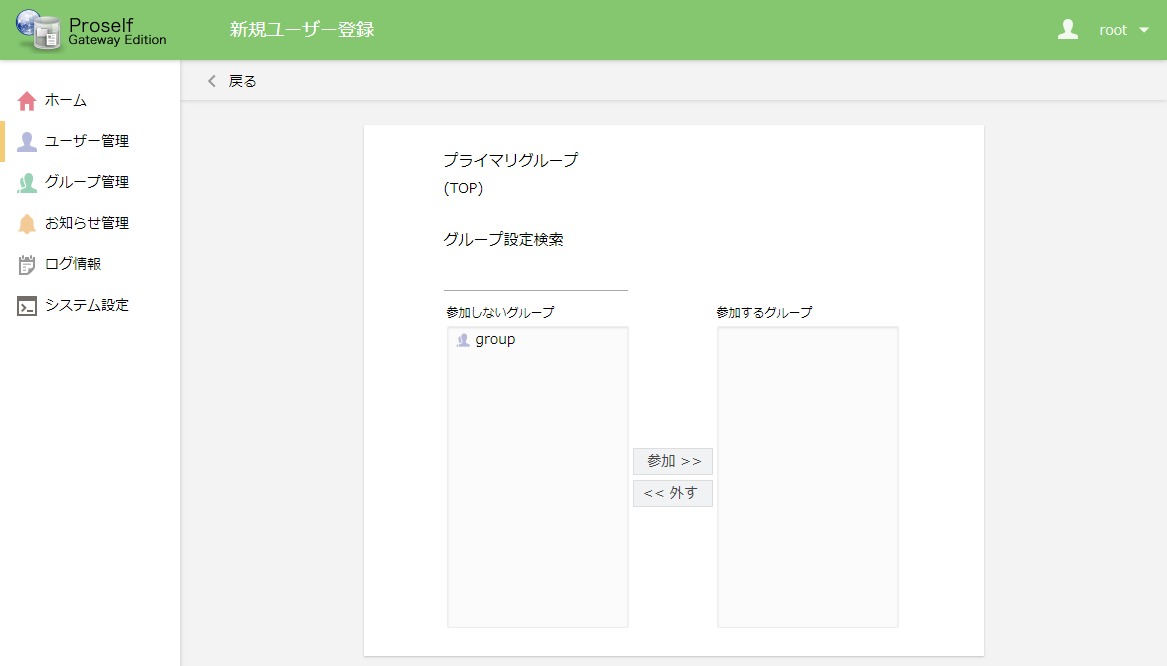 Proself
Gateway Edition
新規ユーザー登録
root
戻る
ホーム
ユーザー管理
グループ管理
お知らせ管理
ログ情報
システム設定
プライマリグループ
(TOP)
グループ設定検索
参加しないグループ
参加するグループ
group
参加 >>
<< 外す